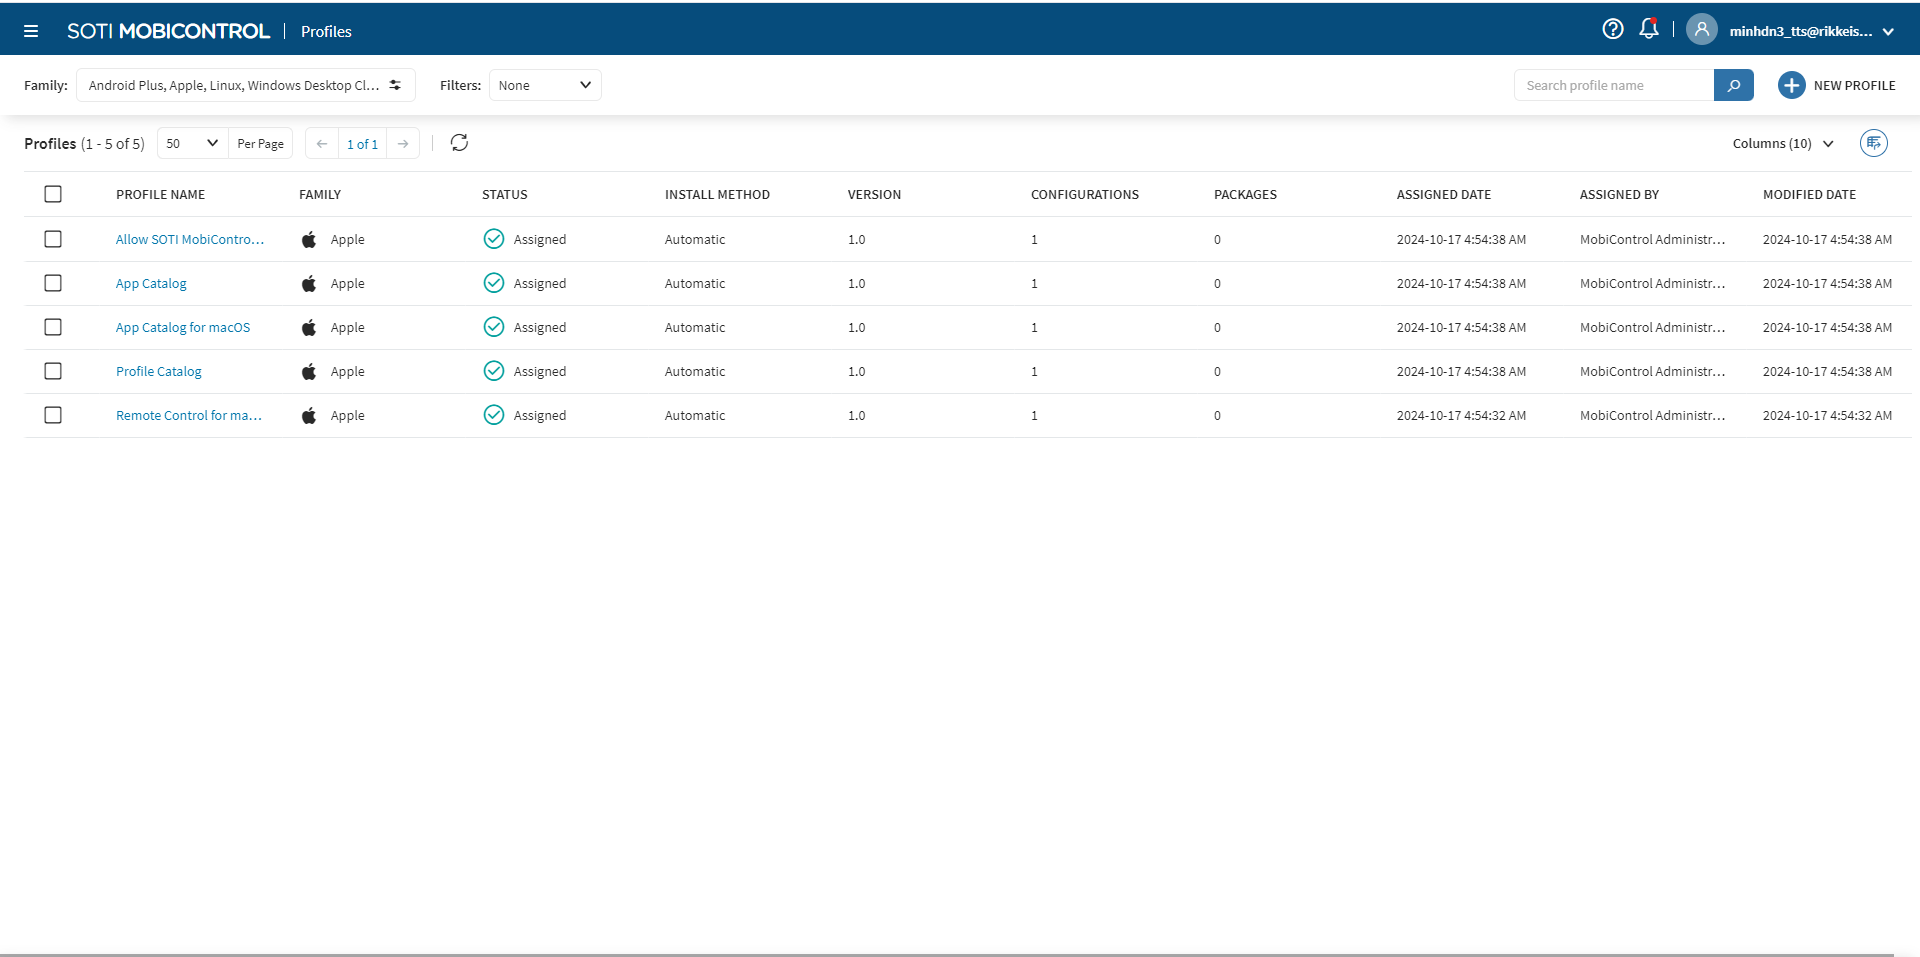 SOTI MOBICONTROL | Profiles minhdn3_tts@rikkeis...
Family: Android Plus, Apple, Linux, Windows Desktop Cl... Filters: None Search profile name NEW PROFILE
Profiles (1 - 5 of 5) 50 Per Page 1 of 1 Columns (10)
PROFILE NAME FAMILY STATUS INSTALL METHOD VERSION CONFIGURATIONS PACKAGES ASSIGNED DATE ASSIGNED BY MODIFIED DATE
Allow SOTI MobiContro... Apple Assigned Automatic 1.0 1 0 2024-10-17 4:54:38 AM MobiControl Administr... 2024-10-17 4:54:38 AM
App Catalog Apple Assigned Automatic 1.0 1 0 2024-10-17 4:54:38 AM MobiControl Administr... 2024-10-17 4:54:38 AM
App Catalog for macOS Apple Assigned Automatic 1.0 1 0 2024-10-17 4:54:38 AM MobiControl Administr... 2024-10-17 4:54:38 AM
Profile Catalog Apple Assigned Automatic 1.0 1 0 2024-10-17 4:54:38 AM MobiControl Administr... 2024-10-17 4:54:38 AM
Remote Control for ma... Apple Assigned Automatic 1.0 1 0 2024-10-17 4:54:32 AM MobiControl Administr... 2024-10-17 4:54:32 AM